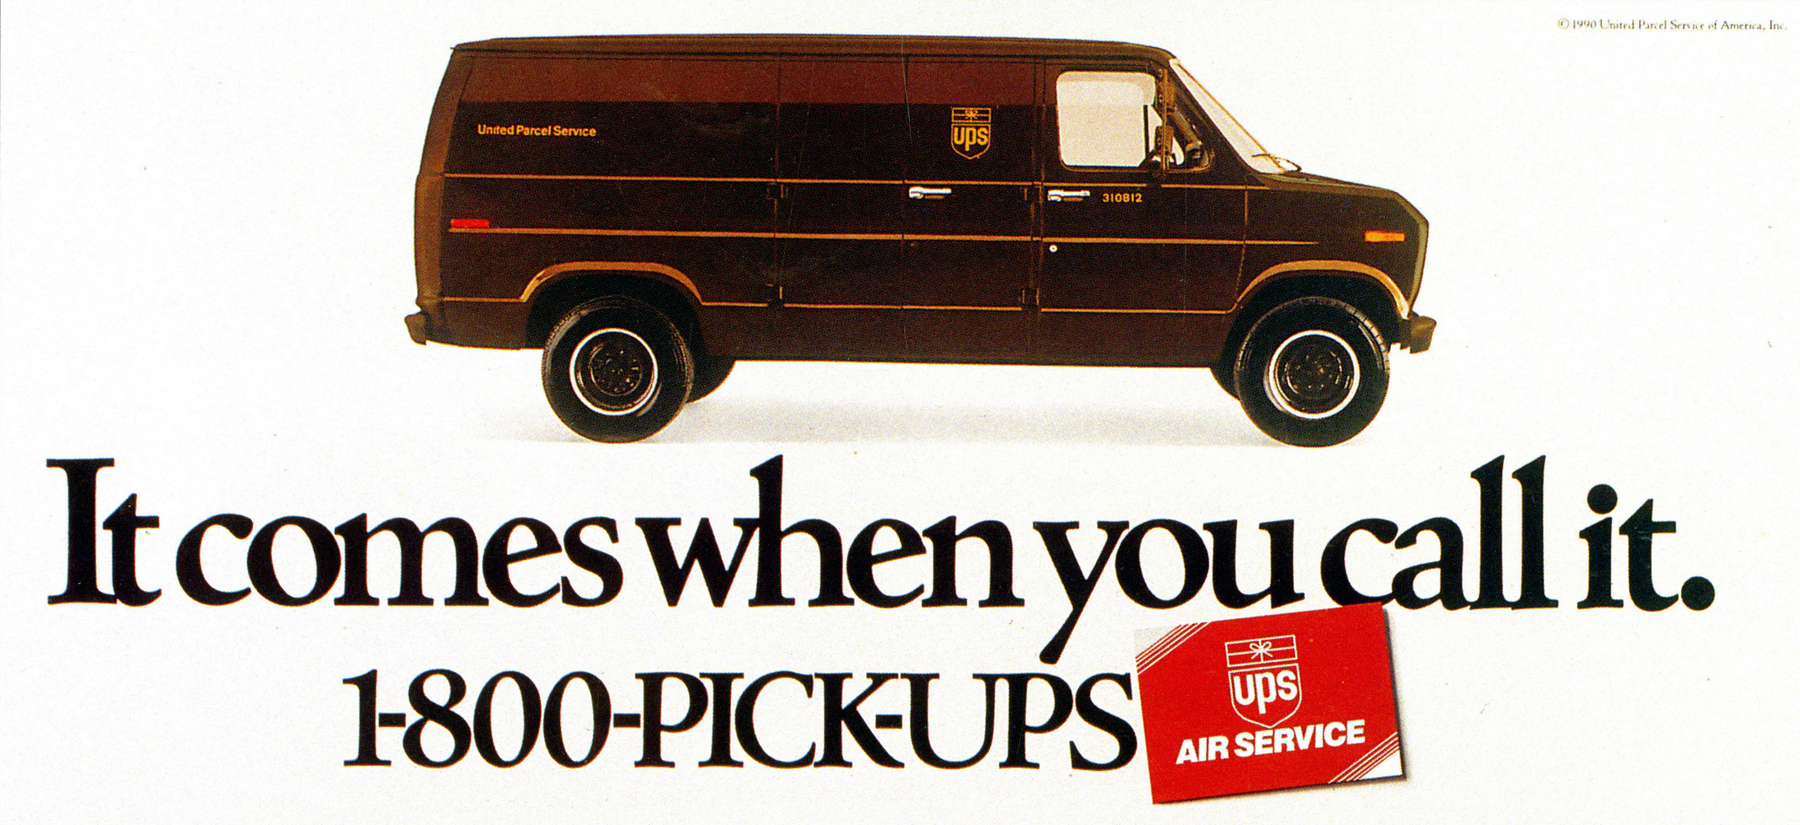 © 1990 United Parcel Service of America, Inc.
United Parcel Service
ups
310812
It comes when you call it.
1-800-PICK-UPS
ups
AIR SERVICE